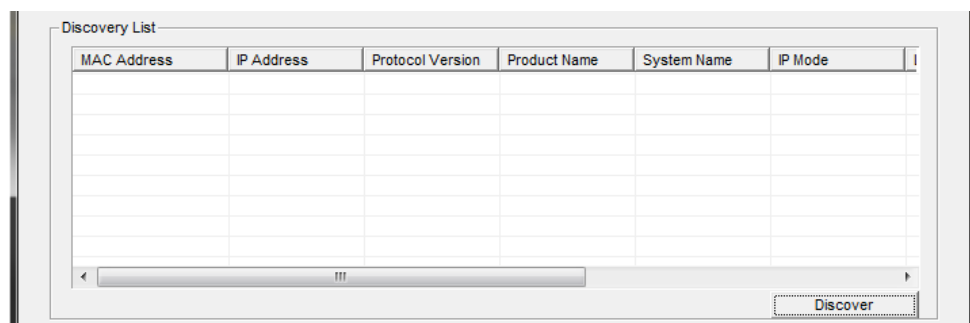 Discovery List
MAC Address IP Address Protocol Version Product Name System Name IP Mode
Discover